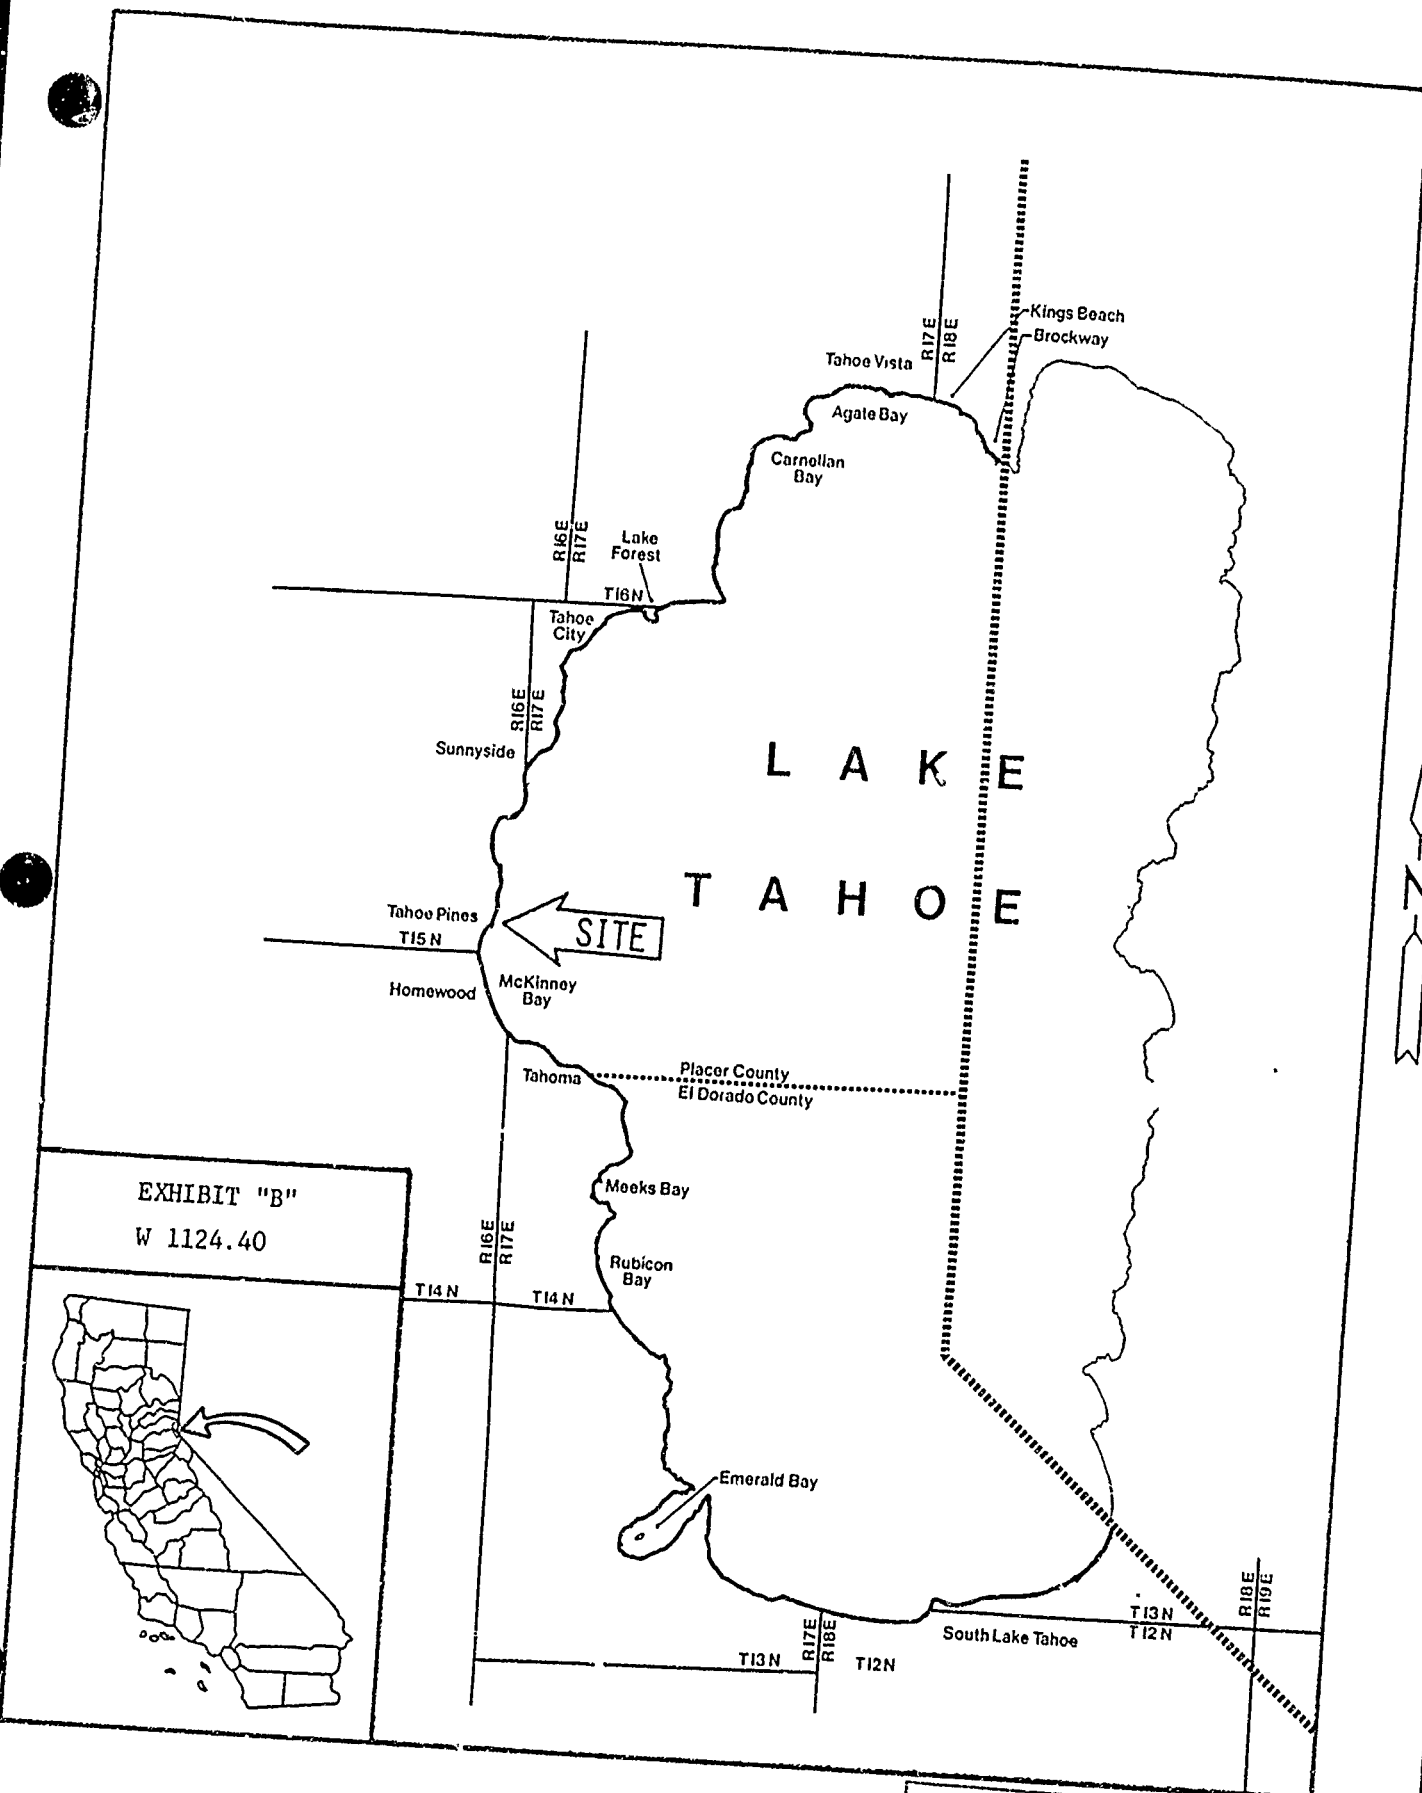 Kings Beach
Brockway
R17E
R18E
Tahoe Vista
Agate Bay
Carnelian
Bay
R16E
R17E
Lake
Forest
T16N
Tahoe
City
R16E
R17E
Sunnyside
L A K E
T A H O E
Tahoe Pines
T15N
SITE
McKinney
Bay
Homewood
N
Tahoma
Placer County
El Dorado County
EXHIBIT "B"
W 1124.40
Meeks Bay
R16E
R17E
Rubicon
Bay
T14N
T14N
Emerald Bay
R18E
R19E
T13N
T12N
South Lake Tahoe
R17E
R18E
T13N
T12N